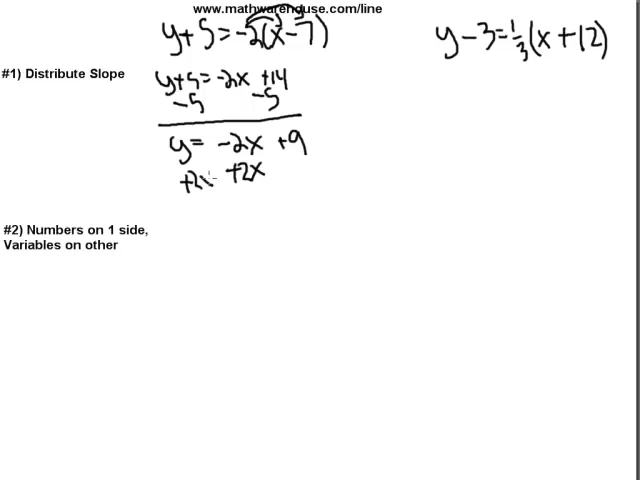 www.mathwarehouse.com/line
y+5=-2(x-7)
y-3=1/3(x+12)
#1) Distribute Slope
y+5=-2x +14
-5 -5
y= -2x +9
+2x +2x
#2) Numbers on 1 side,
Variables on other